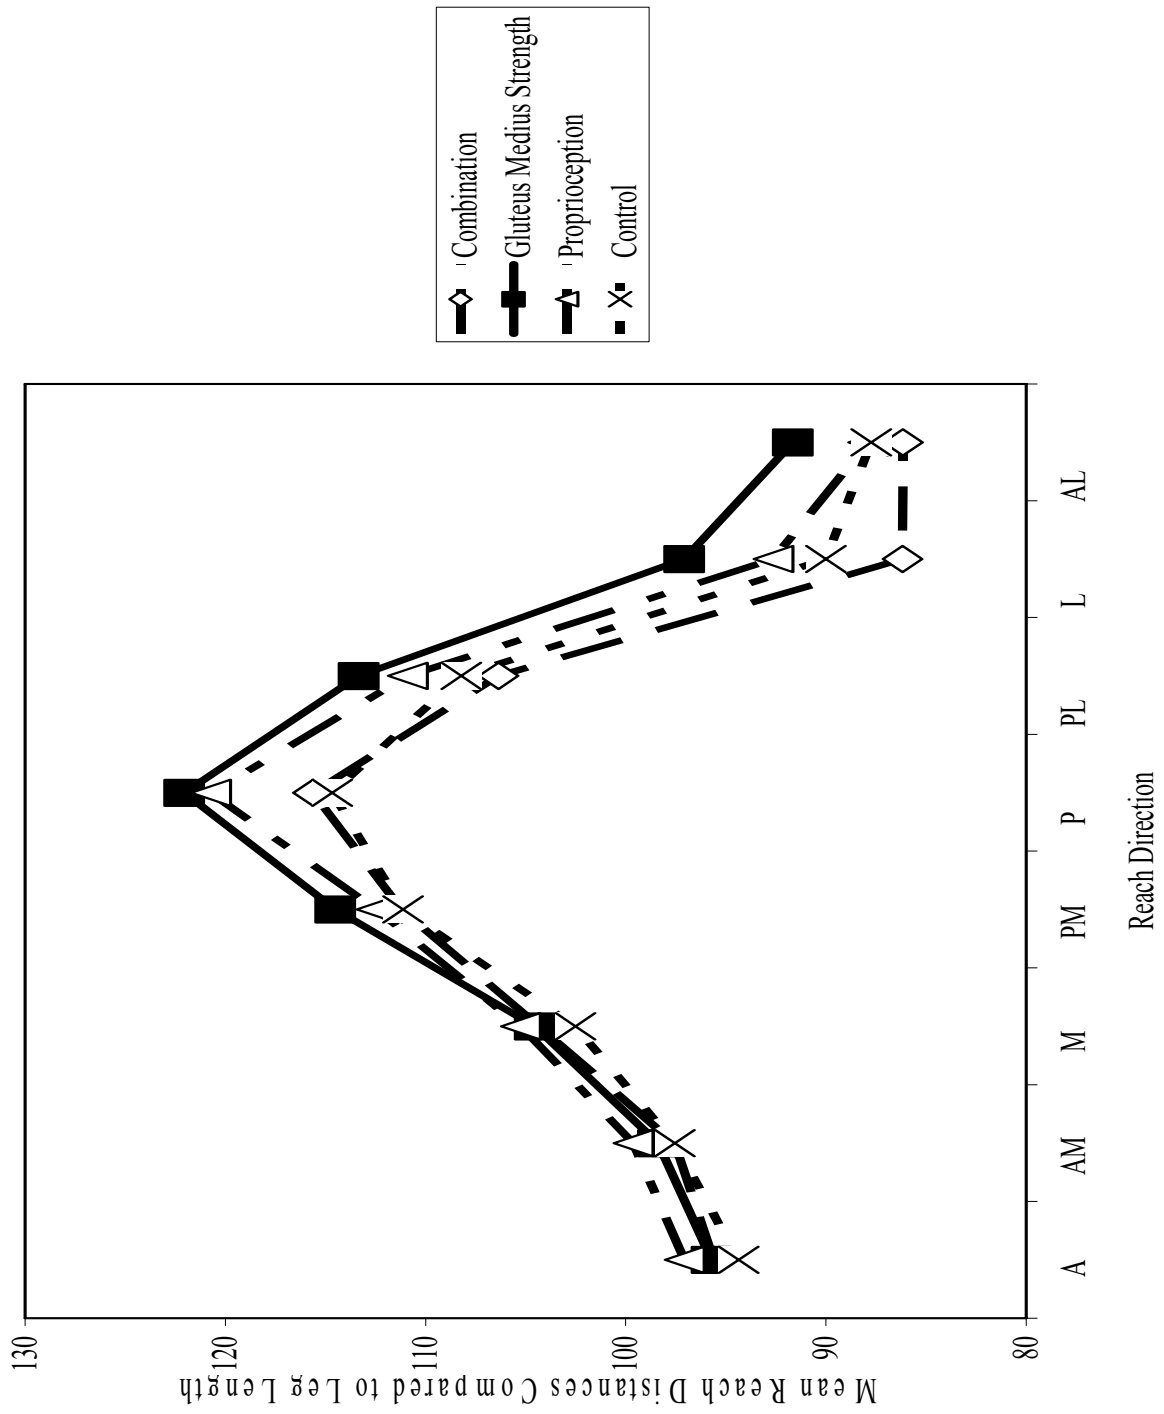 Combination
Gluteus Medius Strength
Proprioception
Control
130
120
110
100
90
80
Mean Reach Distances Compared to Leg Length
A
AM
M
PM
P
PL
L
AL
Reach Direction